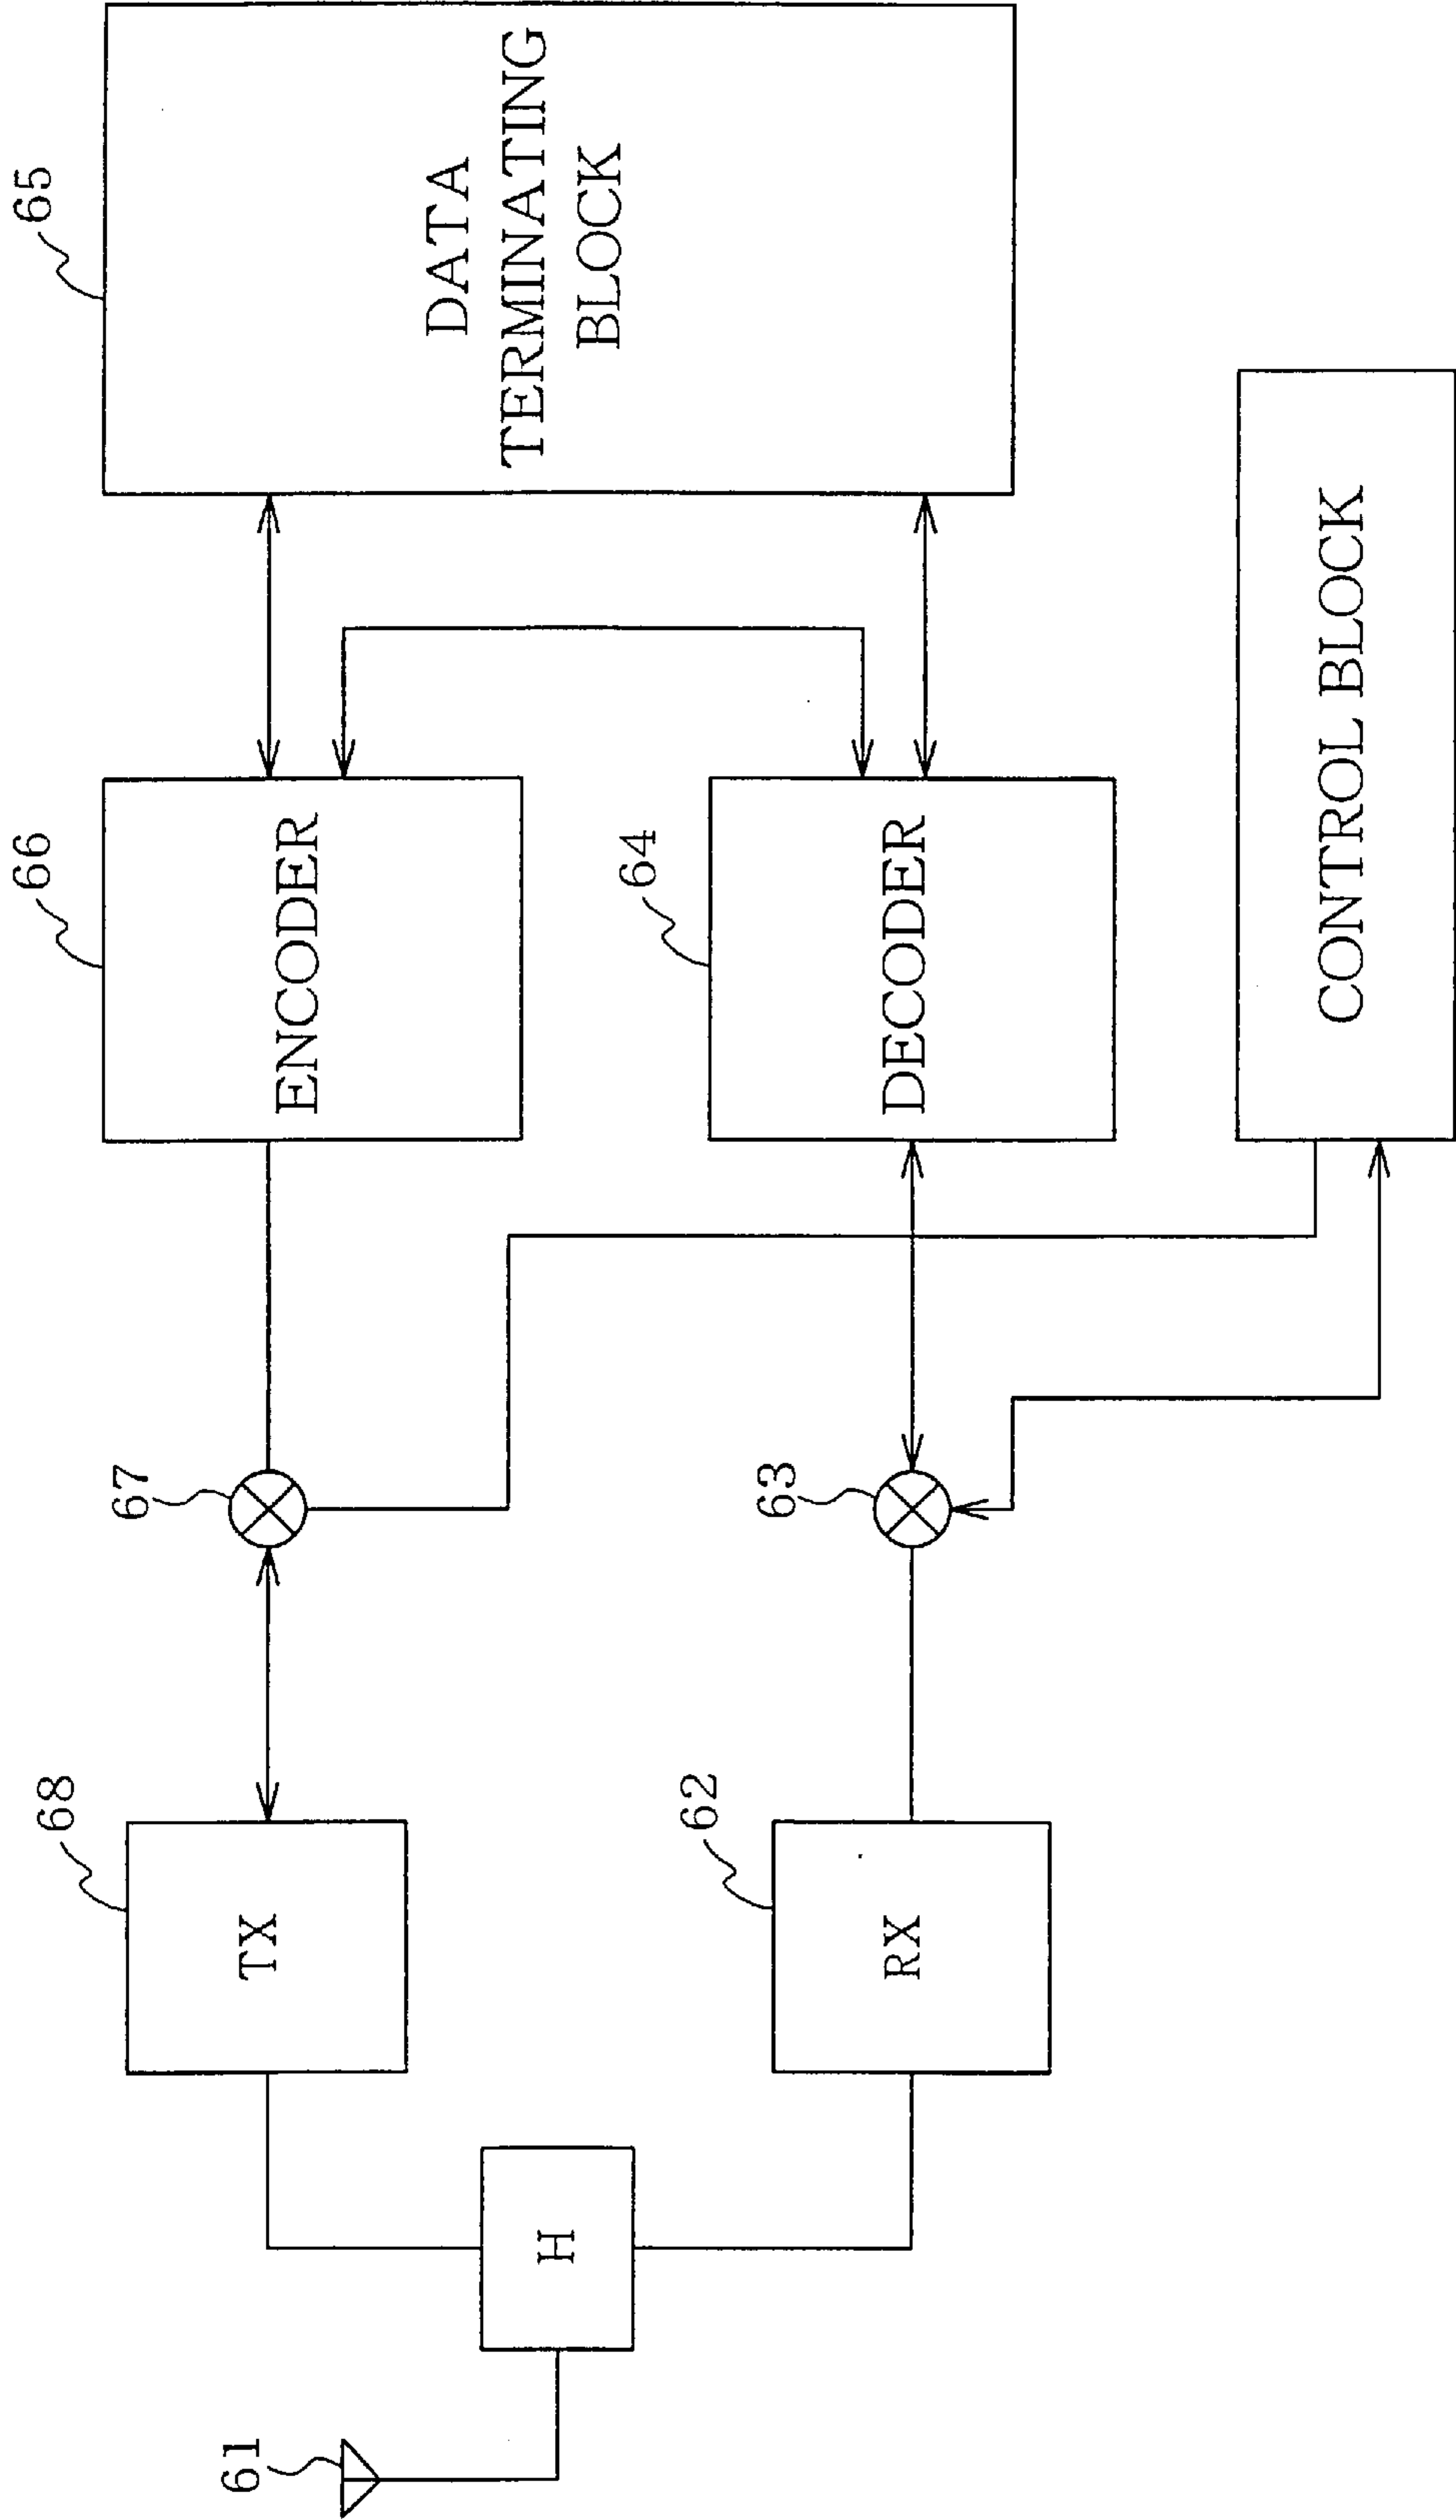 65
DATA
TERMINATING
BLOCK
66
ENCODER
64
DECODER
CONTROL BLOCK
67
63
68
TX
62
RX
H
61